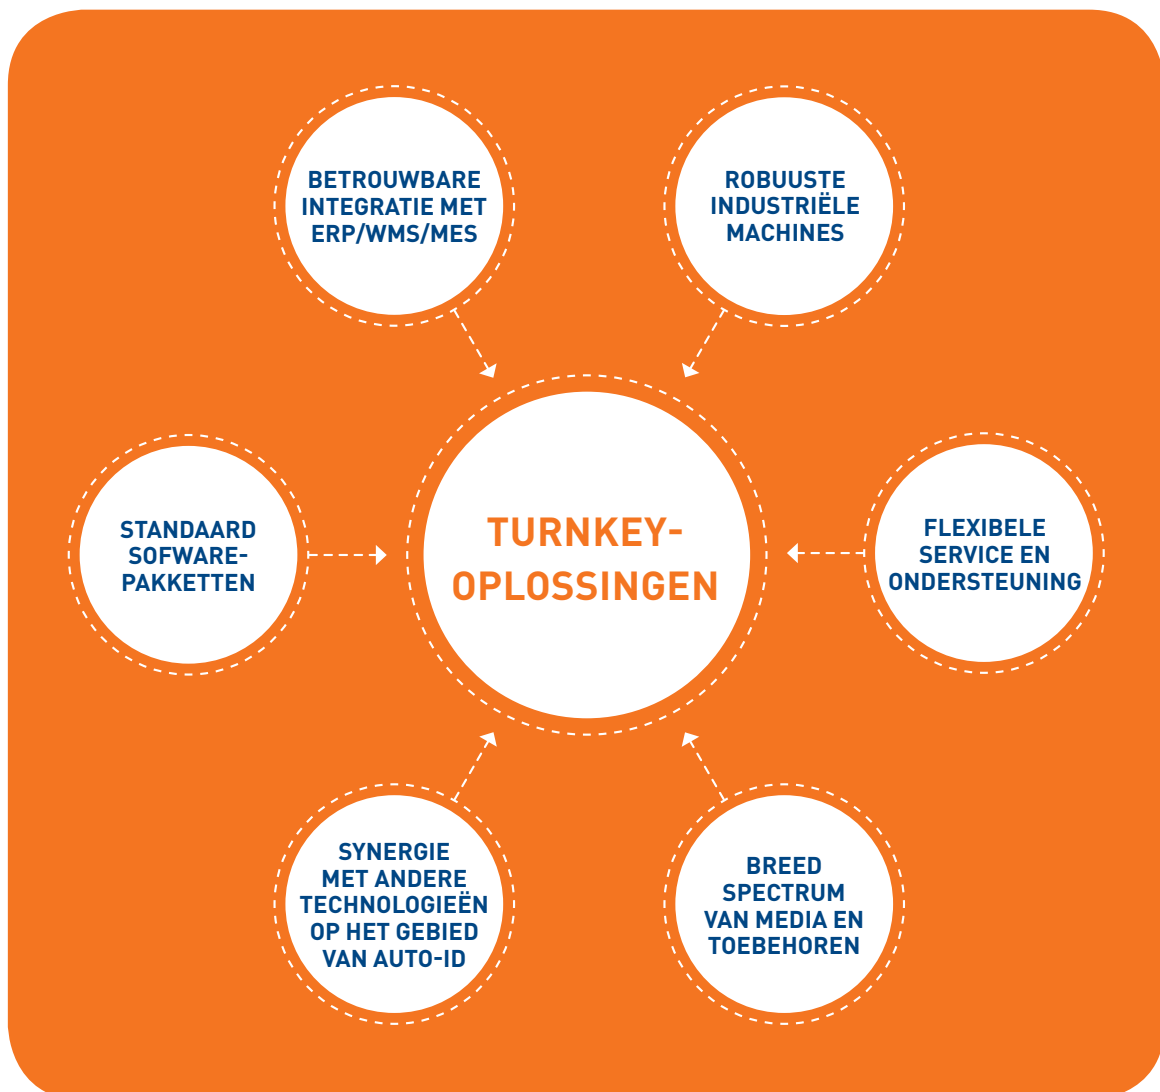 BETROUWBARE
INTEGRATIE MET
ERP/WMS/MES
ROBUUSTE
INDUSTRIËLE
MACHINES
STANDAARD
SOFWARE-
PAKKETTEN
TURNKEY-
OPLOSSINGEN
FLEXIBELE
SERVICE EN
ONDERSTEUNING
SYNERGIE
MET ANDERE
TECHNOLOGIEËN
OP HET GEBIED
VAN AUTO-ID
BREED
SPECTRUM
VAN MEDIA EN
TOEBEHOREN